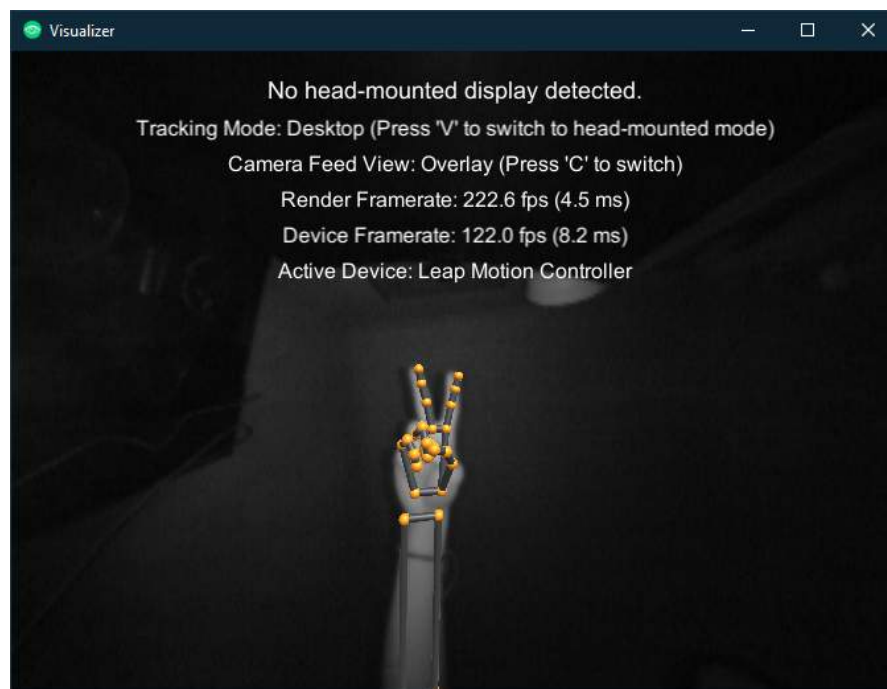 Visualizer
No head-mounted display detected.
Tracking Mode: Desktop (Press 'V' to switch to head-mounted mode)
Camera Feed View: Overlay (Press 'C' to switch)
Render Framerate: 222.6 fps (4.5 ms)
Device Framerate: 122.0 fps (8.2 ms)
Active Device: Leap Motion Controller